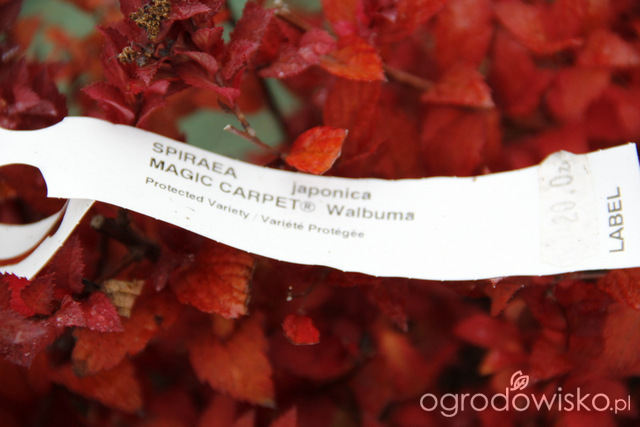 SPIRAEA japonica
MAGIC CARPET® Walbuma
Protected Variety / Variété Protégée
LABEL
ogrodowisko.pl